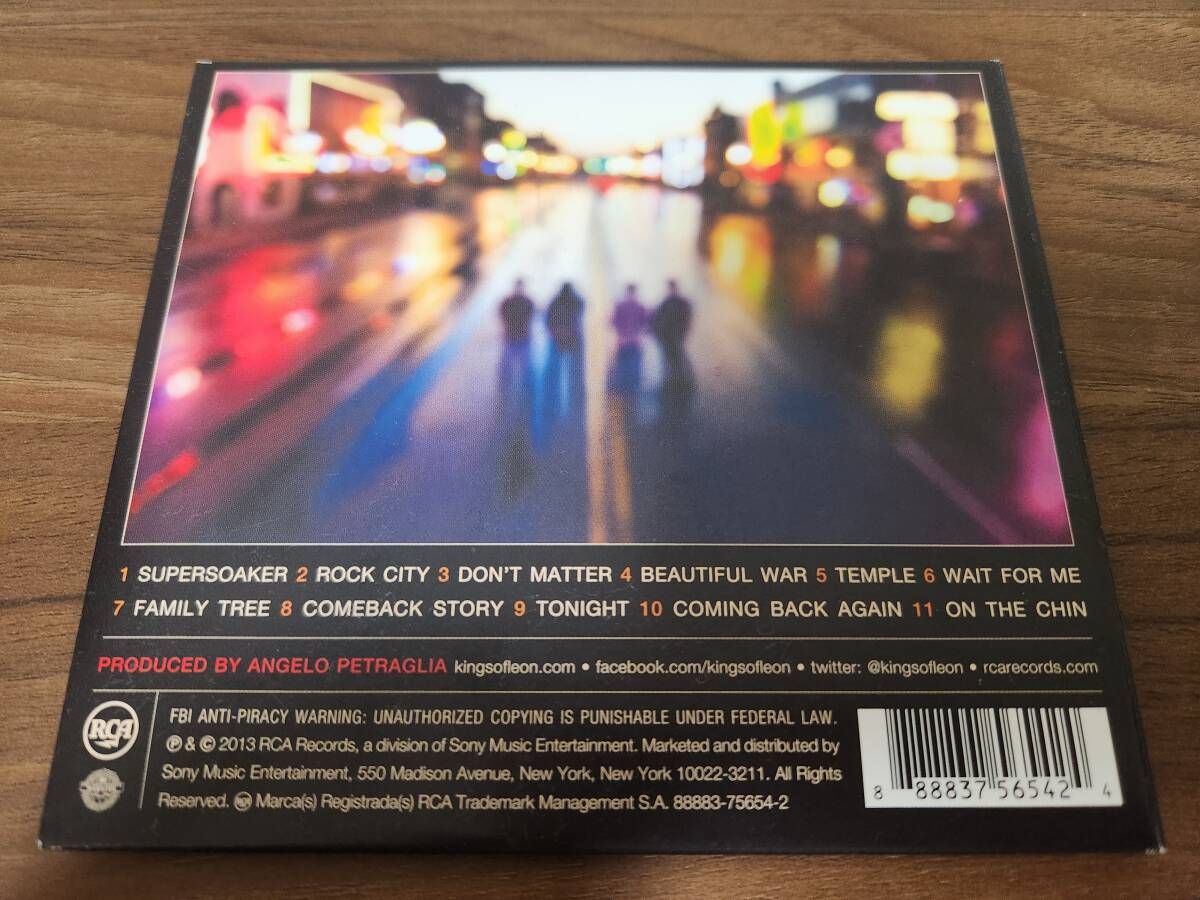 1 SUPERSOAKER 2 ROCK CITY 3 DON'T MATTER 4 BEAUTIFUL WAR 5 TEMPLE 6 WAIT FOR ME
7 FAMILY TREE 8 COMEBACK STORY 9 TONIGHT 10 COMING BACK AGAIN 11 ON THE CHIN
PRODUCED BY ANGELO PETRAGLIA kingsofleon.com • facebook.com/kingsofleon • twitter: @kingsofleon • rcarecords.com
RCA
FBI ANTI-PIRACY WARNING: UNAUTHORIZED COPYING IS PUNISHABLE UNDER FEDERAL LAW.
℗ & © 2013 RCA Records, a division of Sony Music Entertainment. Marketed and distributed by
Sony Music Entertainment, 550 Madison Avenue, New York, New York 10022-3211. All Rights
Reserved. Marca(s) Registrada(s) RCA Trademark Management S.A. 88883-75654-2
8 88837 56542 4